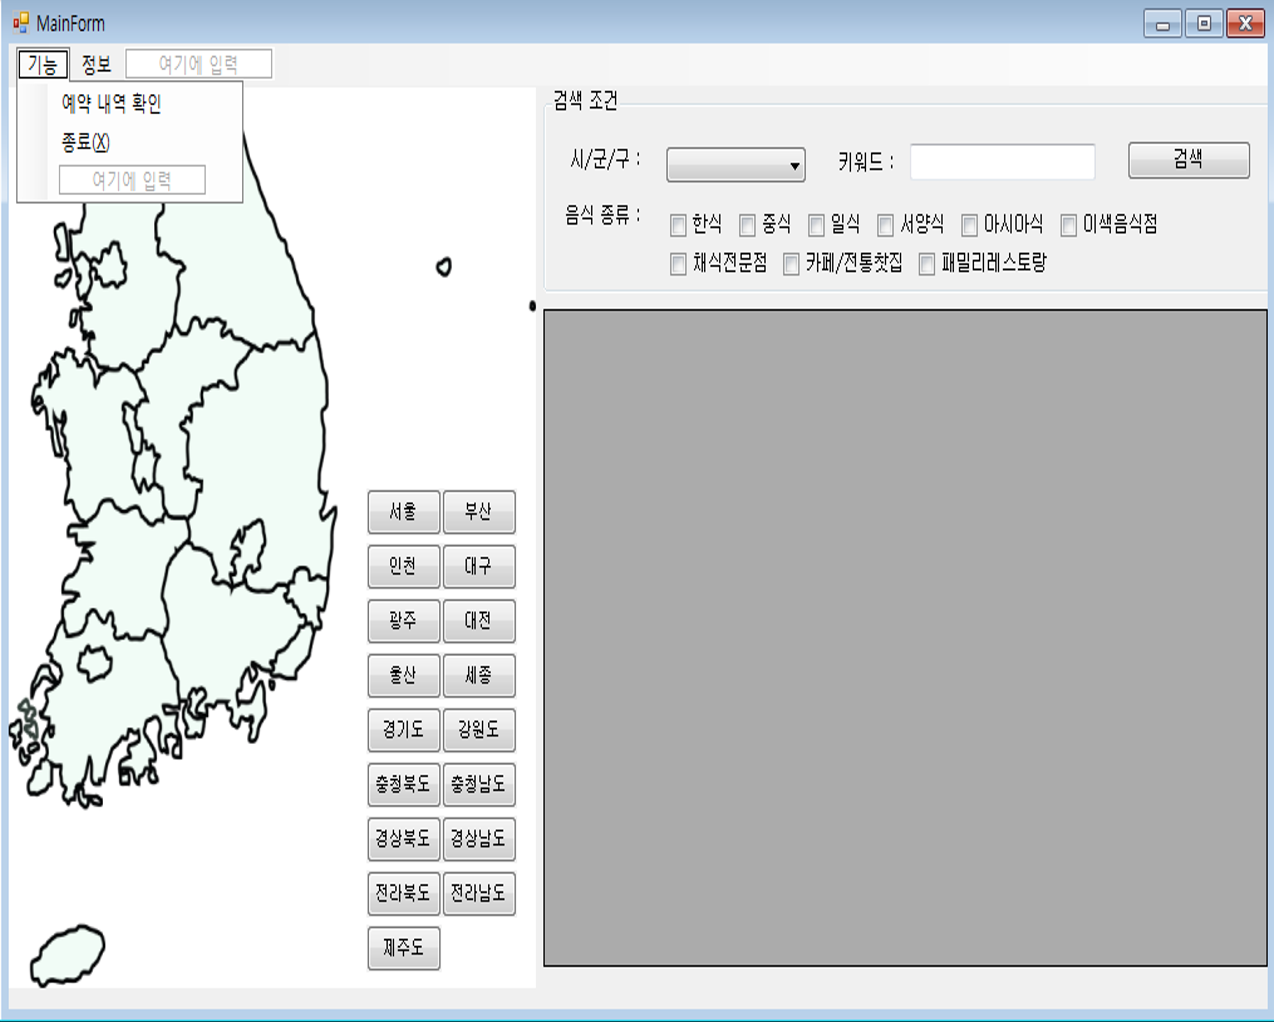 MainForm
기능 정보 여기에 입력
예약 내역 확인
종료(X)
여기에 입력
검색 조건
시/군/구 : 키워드 : 검색
음식 종류 : 한식 중식 일식 서양식 아시아식 이색음식점
채식전문점 카페/전통찻집 패밀리레스토랑
서울 부산
인천 대구
광주 대전
울산 세종
경기도 강원도
충청북도 충청남도
경상북도 경상남도
전라북도 전라남도
제주도